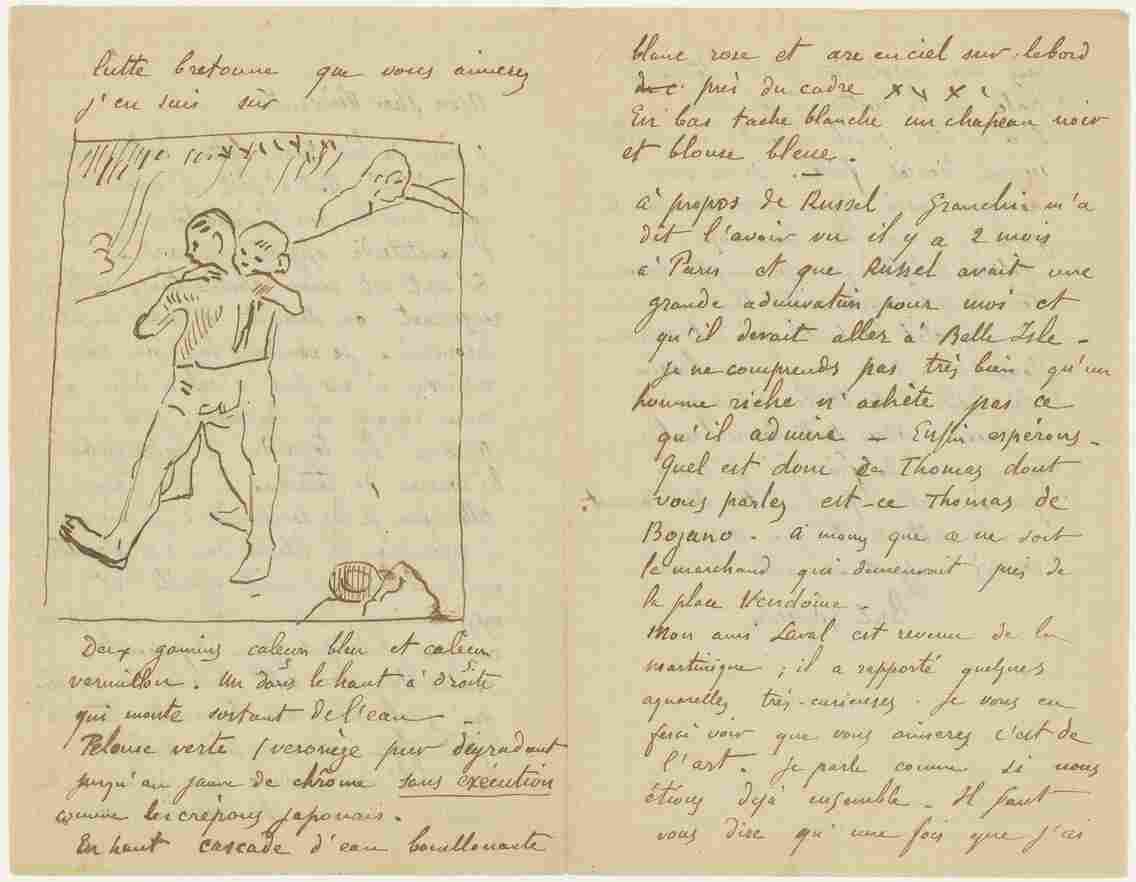 lutte bretonne que vous aimerez
j'en suis sur
Deux gamins caleçon bleu et caleçon
vermillon. Un dans le haut à droite
qui monte sortant de l'eau _
Pelouse verte (veronèze pur dégradant
jusqu'au jaune de chrôme sans exécution
comme les crépons japonais.
En haut cascade d'eau bouillonante
blanc rose et arc en ciel sur le bord
près du cadre
En bas tache blanche un chapeau noir
et blouse bleue.
à propos de Russel Granchi m'a
dit l'avoir vu il y a 2 mois
à Paris et que Russel avait une
grande admiration pour moi et
qu'il devait aller à Belle Isle -
je ne comprends pas très bien qu'un
homme riche n'achète pas ce
qu'il admire - Enfin espérons -
Quel est donc ce Thomas dont
vous parlez est-ce Thomas de
Bojano. à moins que ce ne soit
le marchand qui demeurait près de
la place Vendôme -
Mon ami Laval est revenu de la
martinique ; il a rapporté quelques
aquarelles très-curieuses. Je vous en
ferai voir que vous aimerez c'est de
l'art. Je parle comme si nous
étions dejà ensemble - Il faut
vous dire qu'une fois que j'ai